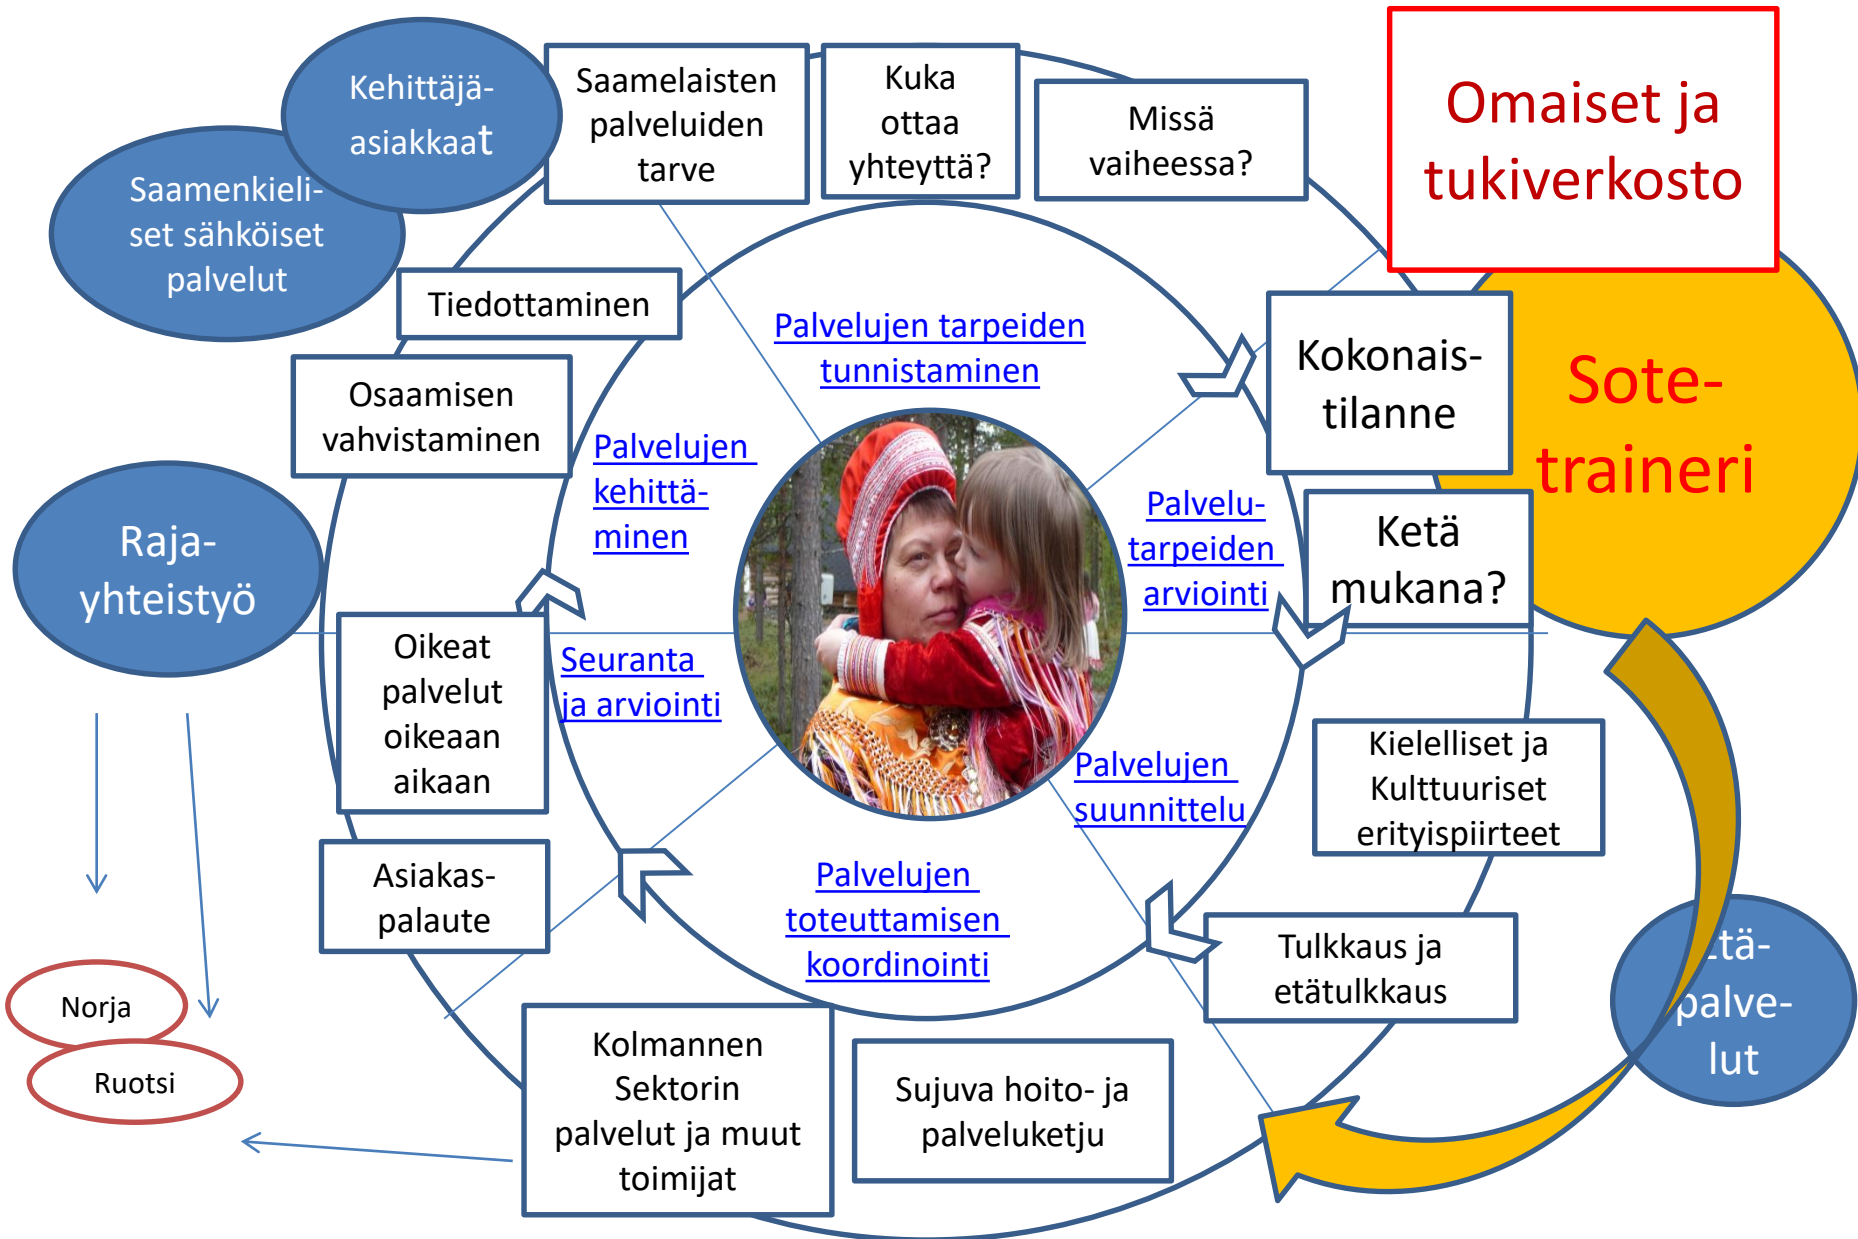 Kehittäjä-
asiakkaat
Saamenkieli-
set sähköiset
palvelut
Saamelaisten
palveluiden
tarve
Kuka
ottaa
yhteyttä?
Missä
vaiheessa?
Omaiset ja
tukiverkosto
Sote-
traineri
Kokonais-
tilanne
Ketä
mukana?
Tiedottaminen
Osaamisen
vahvistaminen
Raja-
yhteistyö
Palvelujen tarpeiden
tunnistaminen
Palvelujen
kehittä-
minen
Palvelu-
tarpeiden
arviointi
Seuranta
ja arviointi
Palvelujen
suunnittelu
Palvelujen
toteuttamisen
koordinointi
Oikeat
palvelut
oikeaan
aikaan
Asiakas-
palaute
Kielelliset ja
Kulttuuriset
erityispiirteet
Tulkkaus ja
etätulkkaus
Etä-
palve-
lut
Norja
Ruotsi
Kolmannen
Sektorin
palvelut ja muut
toimijat
Sujuva hoito- ja
palveluketju